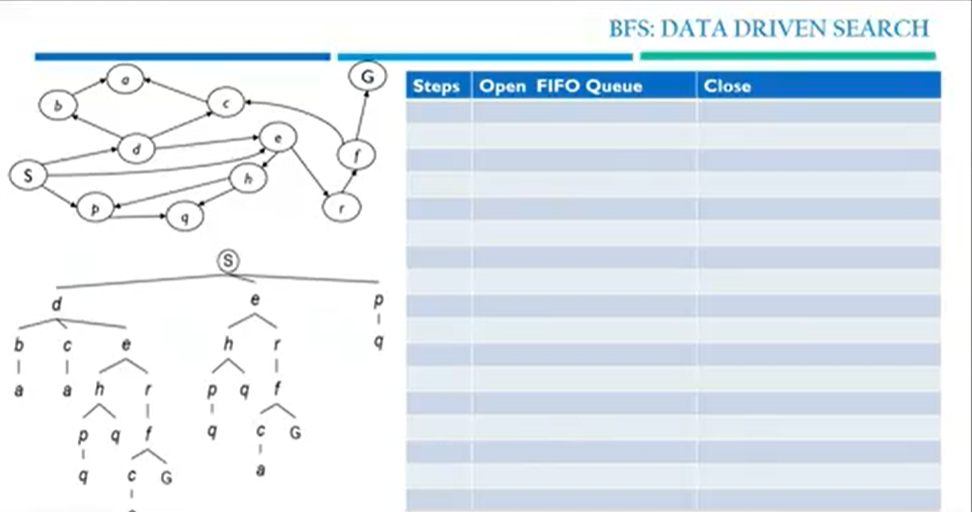 BFS: DATA DRIVEN SEARCH
Steps Open FIFO Queue Close
G
a
b
c
d
e
f
S
h
p
q
r
S
d e p
b c e h r q
a a h r p q f
p q f q c G
q c G a